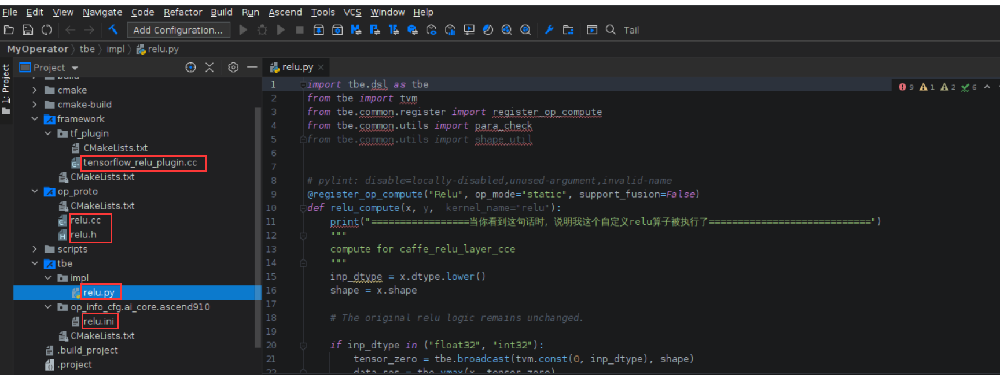 File Edit View Navigate Code Refactor Build Run Ascend Tools VCS Window Help
Add Configuration... Tail
MyOperator tbe impl relu.py
1: Project
Project
build
cmake
cmake-build
framework
tf_plugin
CMakeLists.txt
tensorflow_relu_plugin.cc
CMakeLists.txt
op_proto
CMakeLists.txt
relu.cc
relu.h
scripts
tbe
impl
relu.py
op_info_cfg.ai_core.ascend910
relu.ini
CMakeLists.txt
.build_project
.project
relu.py
9 1 2 6
1 import tbe.dsl as tbe
2 from tbe import tvm
3 from tbe.common.register import register_op_compute
4 from tbe.common.utils import para_check
5 from tbe.common.utils import shape_util
6
7
8 # pylint: disable=locally-disabled,unused-argument,invalid-name
9 @register_op_compute("Relu", op_mode="static", support_fusion=False)
10 def relu_compute(x, y, kernel_name="relu"):
11 print("=================当你看到这句话时，说明我这个自定义relu算子被执行了============================")
12 """
13 compute for caffe_relu_layer_cce
14 """
15 inp_dtype = x.dtype.lower()
16 shape = x.shape
17
18 # The original relu logic remains unchanged.
19
20 if inp_dtype in ("float32", "int32"):
21 tensor_zero = tbe.broadcast(tvm.const(0, inp_dtype), shape)
22 data_res = tbe.vmax(x, tensor_zero)